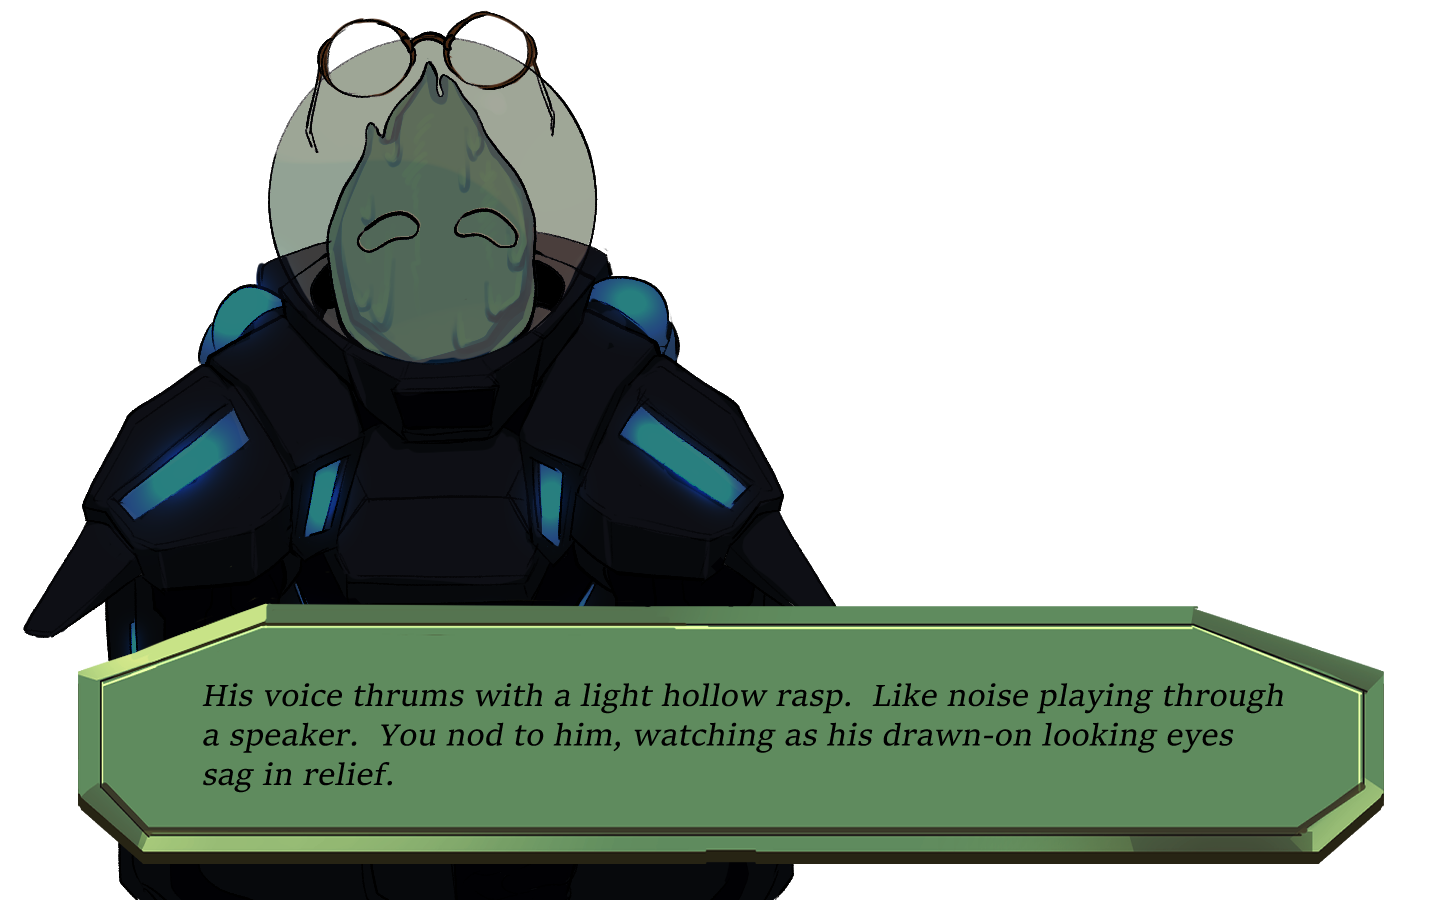 His voice thrums with a light hollow rasp.  Like noise playing through
a speaker.  You nod to him, watching as his drawn-on looking eyes
sag in relief.